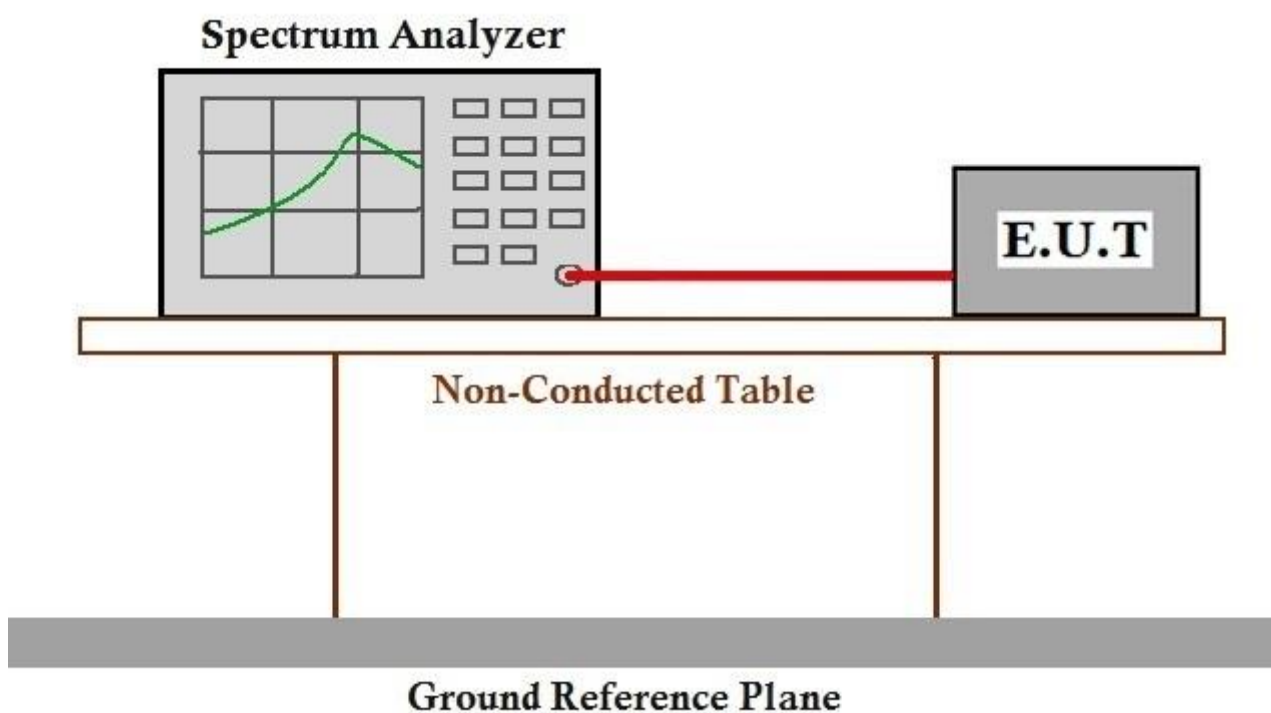 Spectrum Analyzer
E.U.T
Non-Conducted Table
Ground Reference Plane